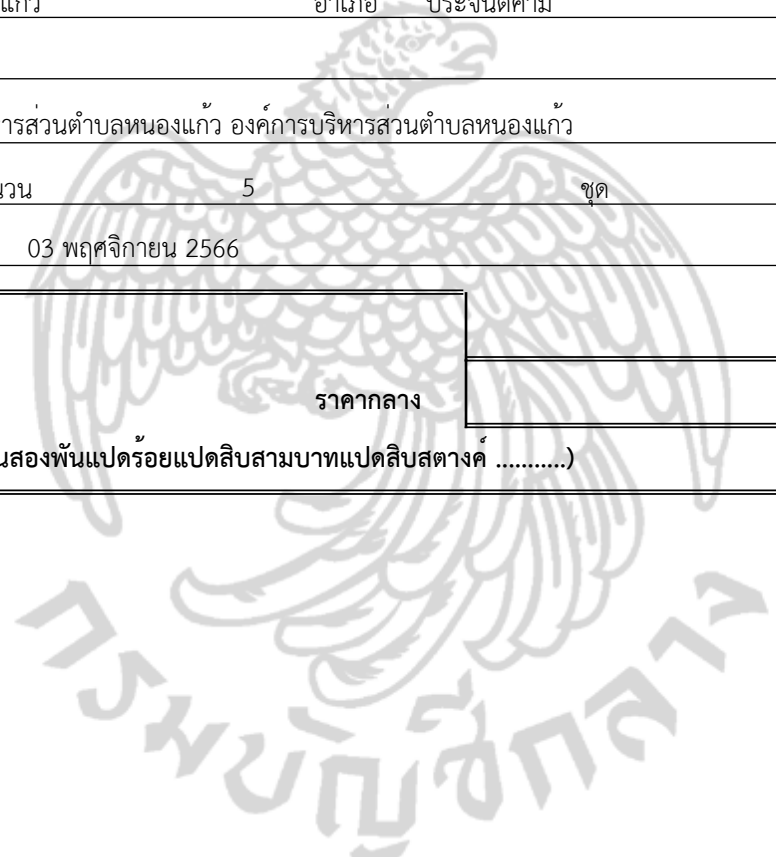 แก้ว อำเภอ ประจันตคาม
ารส่วนตำบลหนองแก้ว องค์การบริหารส่วนตำบลหนองแก้ว
นวน 5 ชุด
03 พฤศจิกายน 2566
ราคากลาง
นสองพันแปดร้อยแปดสิบสามบาทแปดสิบสตางค์ ...........)
กรมบัญชีกลาง